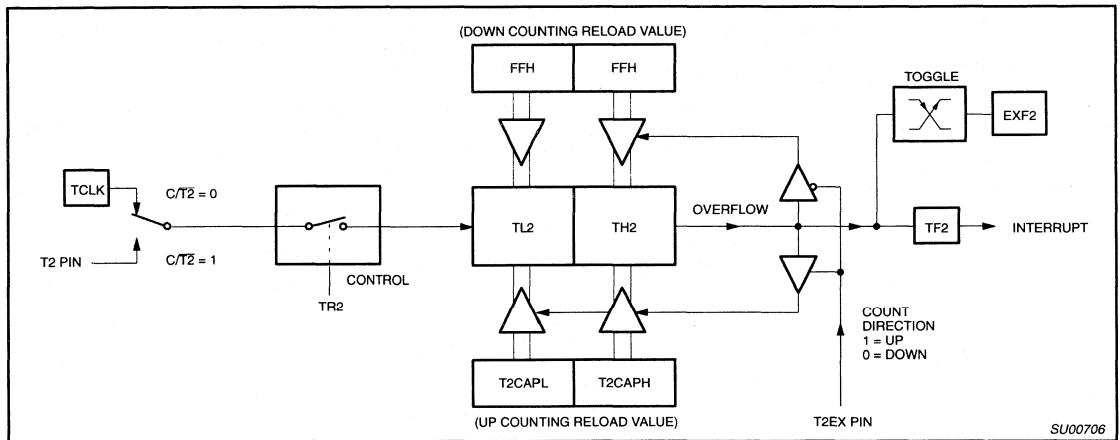 (DOWN COUNTING RELOAD VALUE)
FFH FFH
TOGGLE
EXF2
TCLK
C/T2 = 0
TL2 TH2
OVERFLOW
TF2
INTERRUPT
T2 PIN
C/T2 = 1
CONTROL
TR2
COUNT
DIRECTION
1 = UP
0 = DOWN
T2CAPL T2CAPH
(UP COUNTING RELOAD VALUE)
T2EX PIN
SU00706